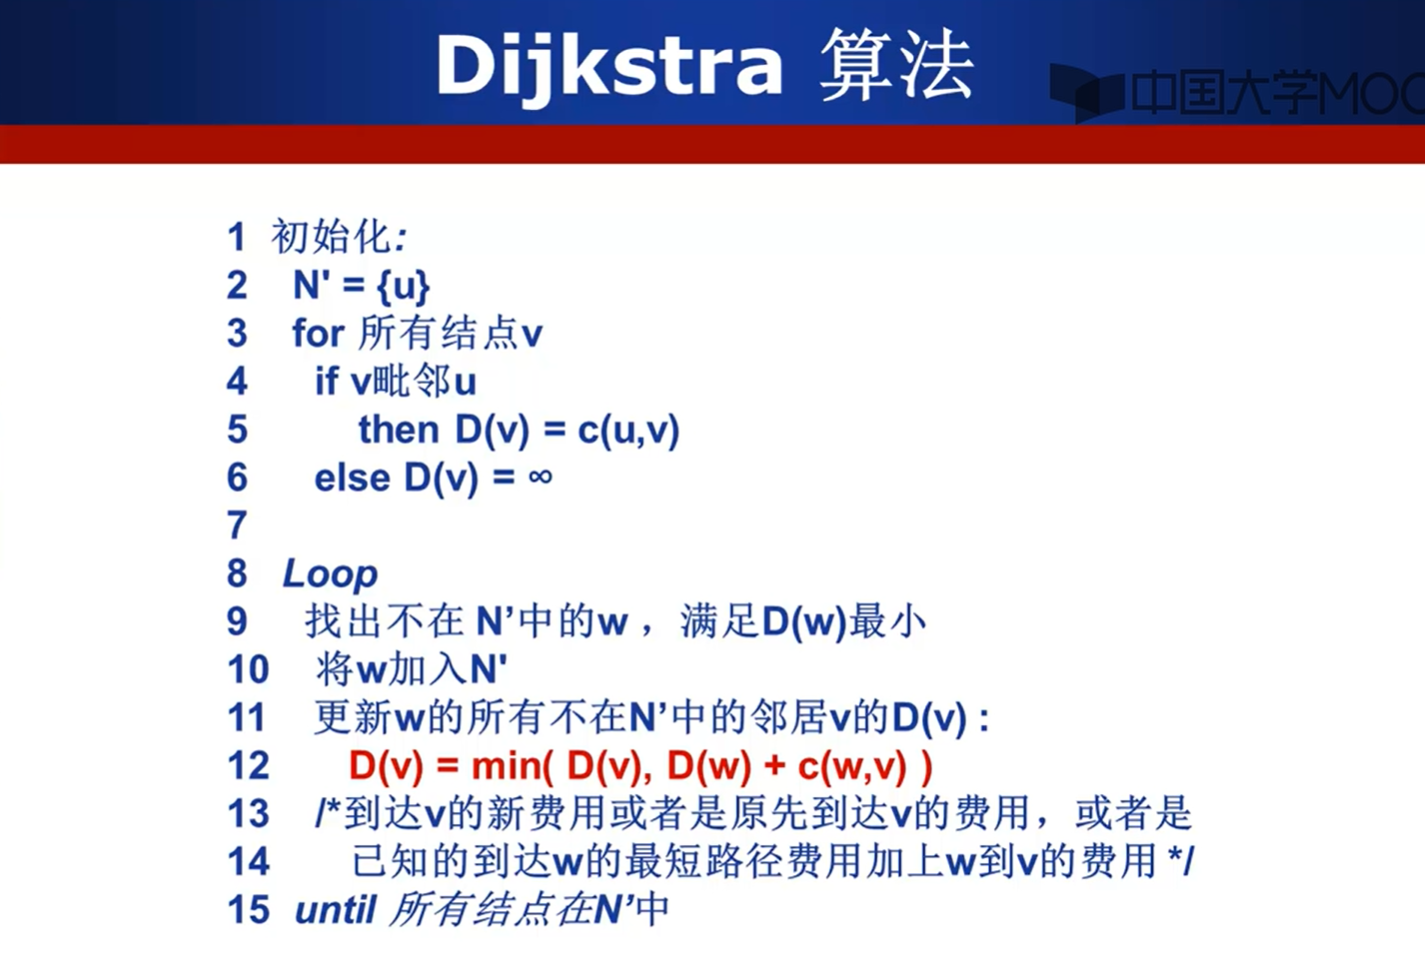 Dijkstra 算法
中国大学MOO
1 初始化:
2 N' = {u}
3 for 所有结点v
4 if v毗邻u
5 then D(v) = c(u,v)
6 else D(v) = ∞
7
8 Loop
9 找出不在 N’中的w ，满足D(w)最小
10 将w加入N'
11 更新w的所有不在N’中的邻居v的D(v) :
12 D(v) = min( D(v), D(w) + c(w,v) )
13 /*到达v的新费用或者是原先到达v的费用，或者是
14 已知的到达w的最短路径费用加上w到v的费用 */
15 until 所有结点在N’中